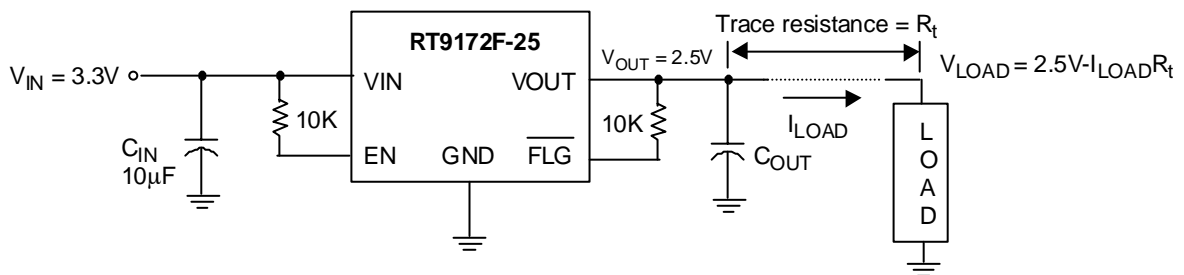 Trace resistance = Rt
RT9172F-25
VOUT = 2.5V
VIN = 3.3V
VLOAD = 2.5V-ILOADRt
VIN
VOUT
10K
10K
ILOAD
CIN
10µF
EN
GND
FLG
COUT
LOAD